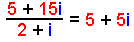 5 + 15i
2 + i
= 5 + 5i